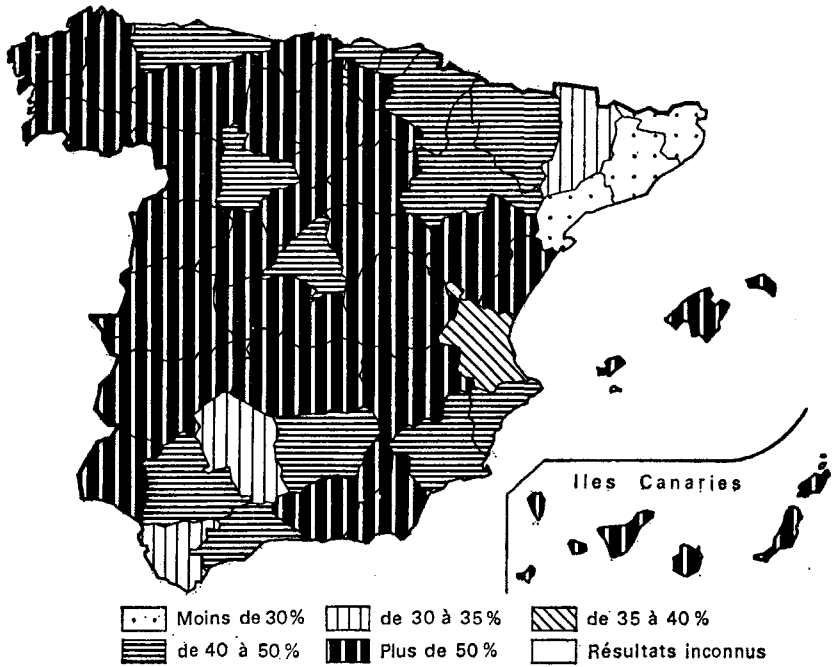 Iles Canaries
Moins de 30% de 30 à 35% de 35 à 40%
de 40 à 50% Plus de 50% Résultats inconnus